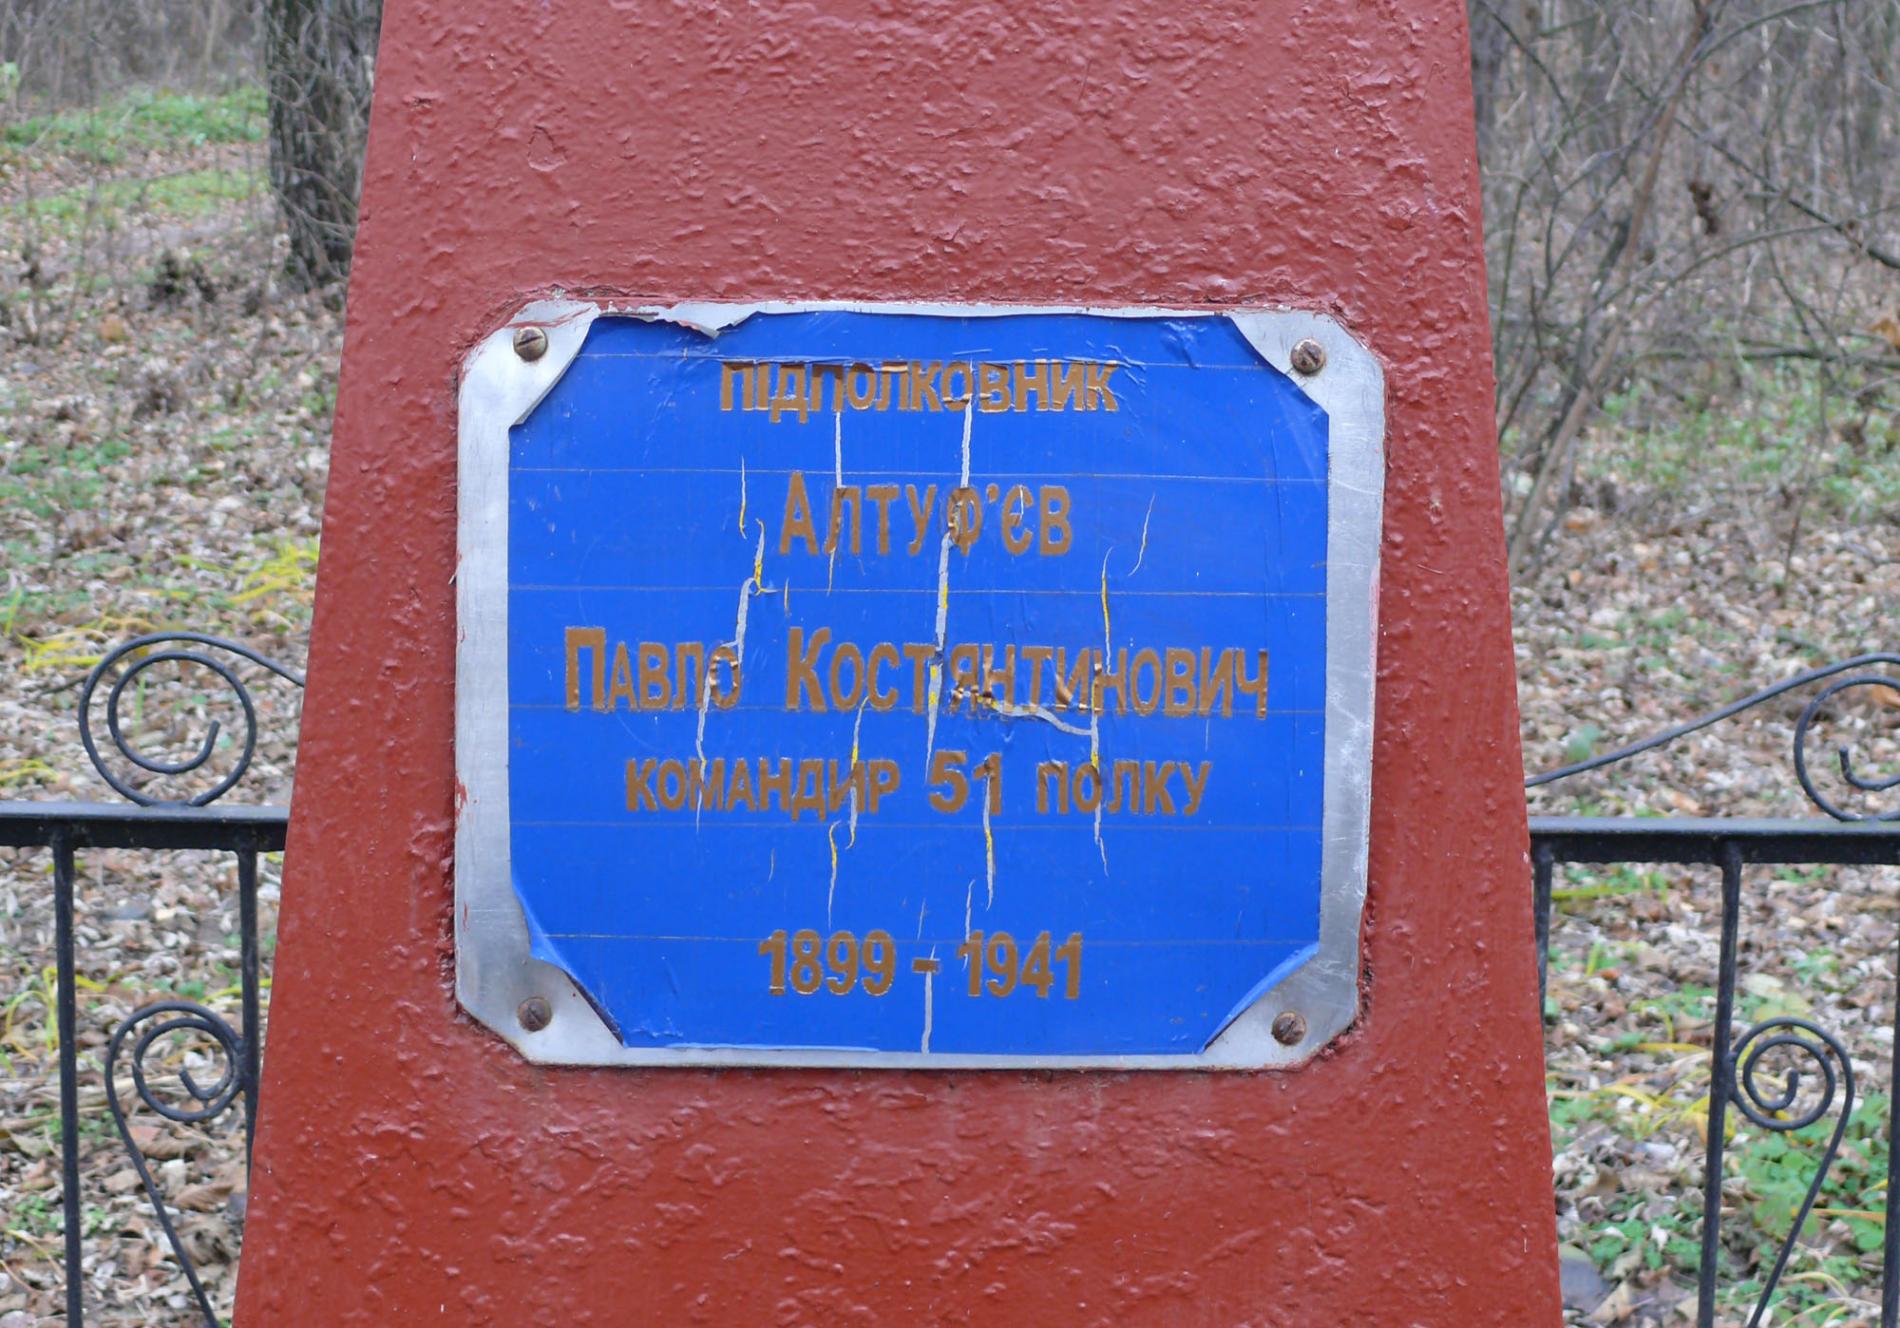 підполковник
Алтуф'єв
Павло Костянтинович
командир 51 полку
1899 - 1941